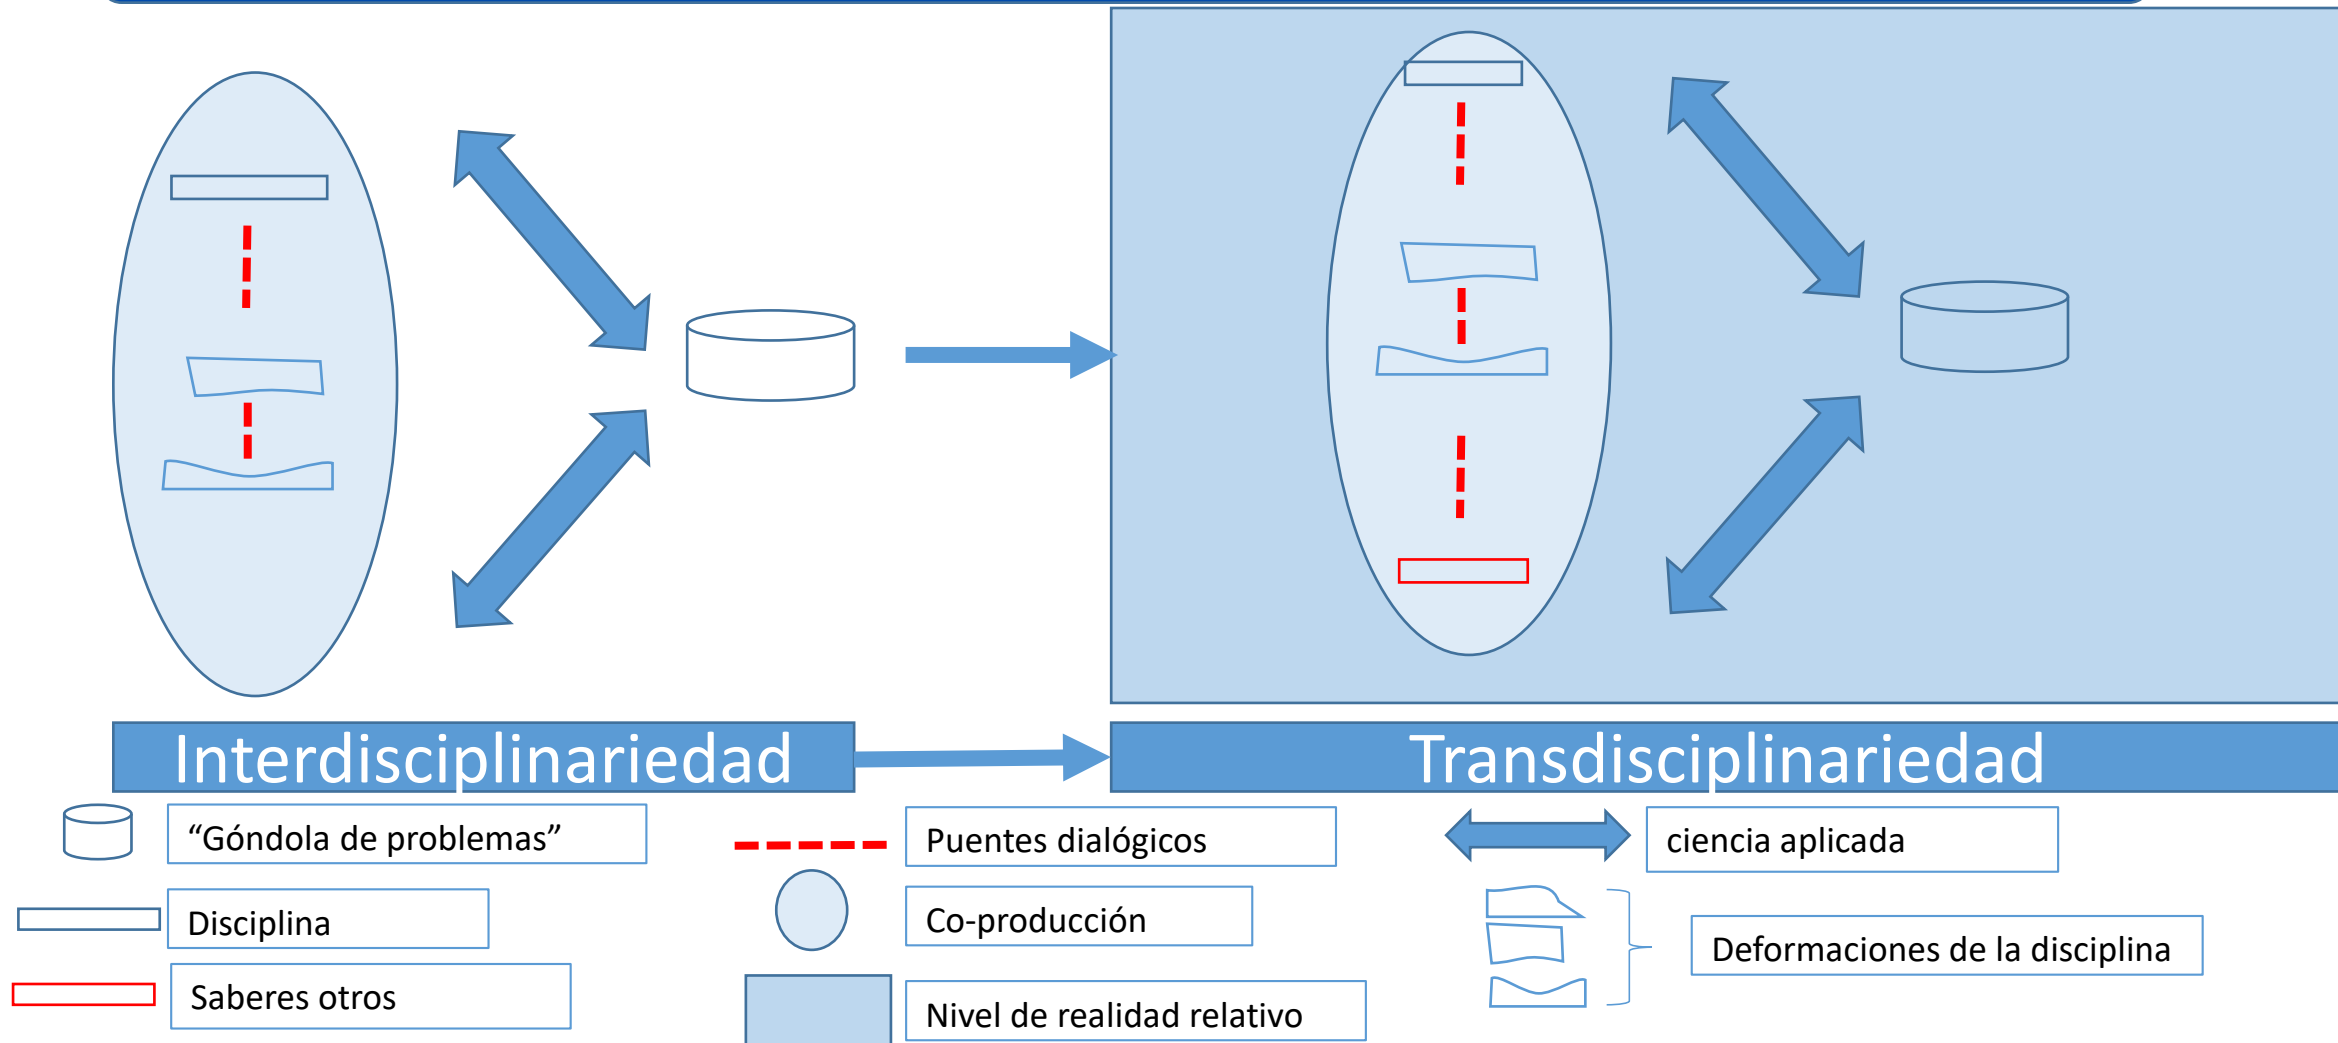 Interdisciplinariedad
Transdisciplinariedad
“Góndola de problemas”
Puentes dialógicos
ciencia aplicada
Disciplina
Co-producción
Deformaciones de la disciplina
Saberes otros
Nivel de realidad relativo